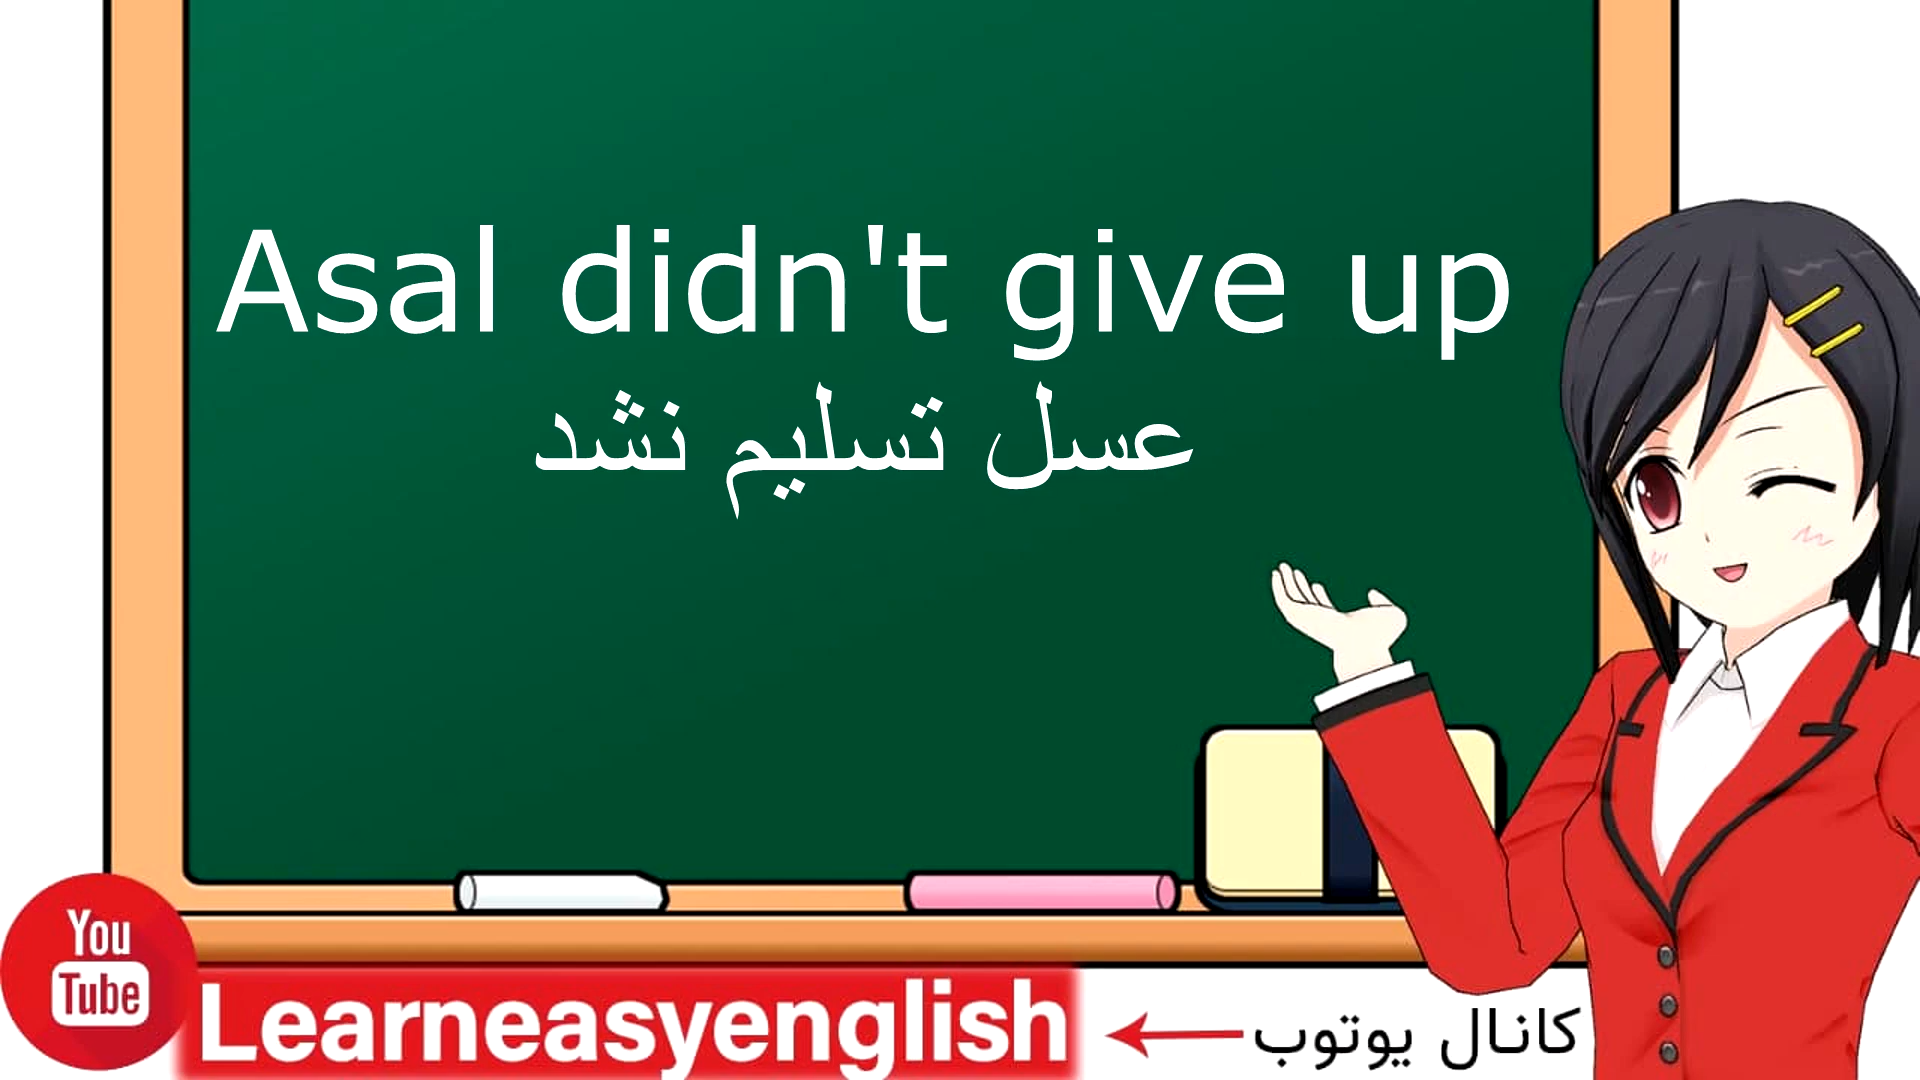 Asal didn't give up
عسل تسلیم نشد
You
Tube
Learneasyenglish
کانال یوتوب